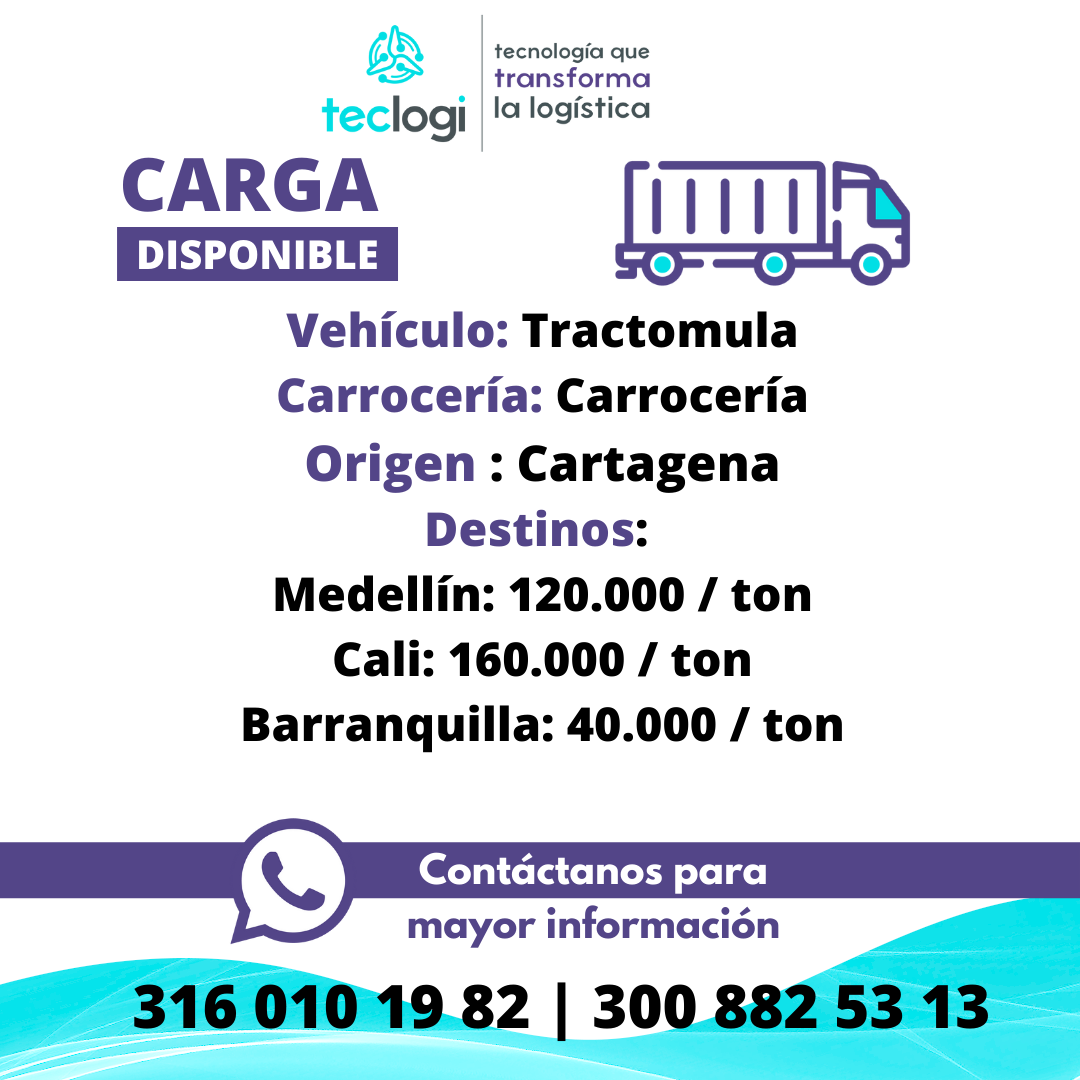 teclogi
tecnología que
transforma
la logística
CARGA
DISPONIBLE
Vehículo: Tractomula
Carrocería: Carrocería
Origen : Cartagena
Destinos:
Medellín: 120.000 / ton
Cali: 160.000 / ton
Barranquilla: 40.000 / ton
Contáctanos para
mayor información
316 010 19 82 | 300 882 53 13